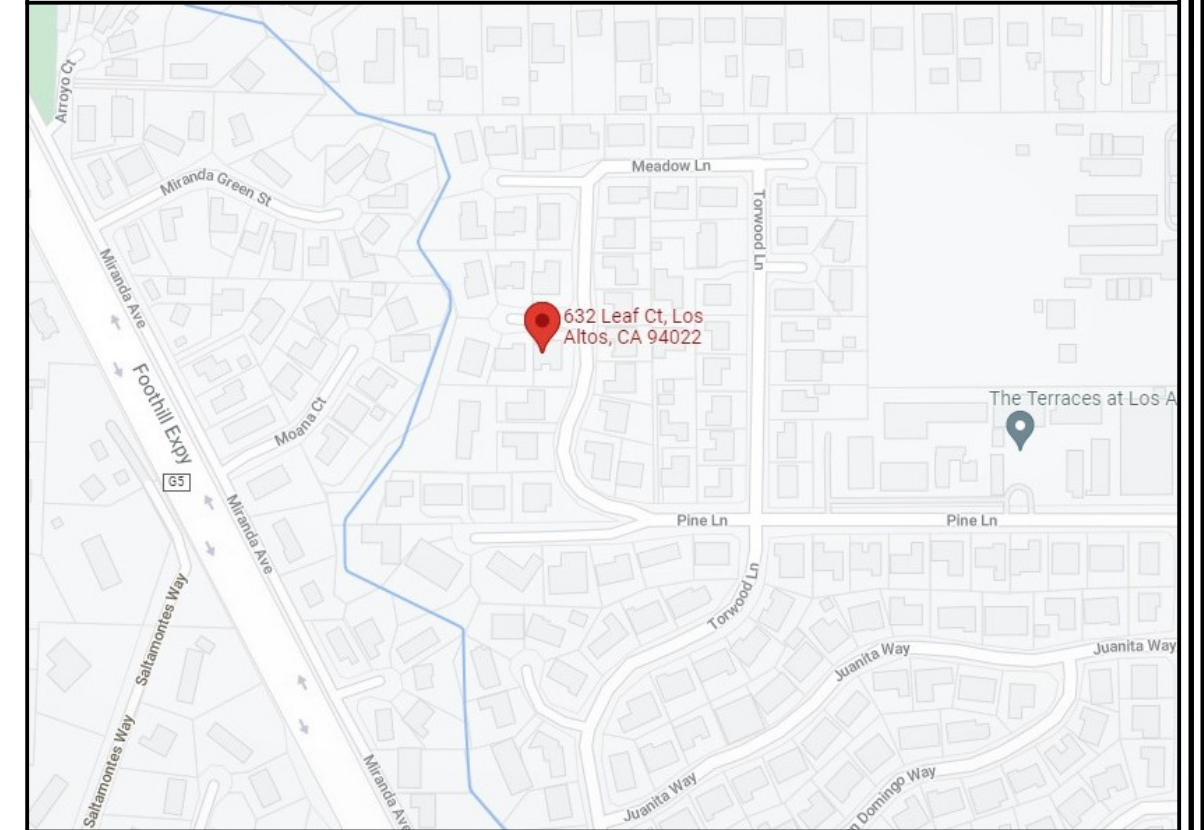 Arroyo Ct
Miranda Green St
Meadow Ln
Torwood Ln
Miranda Ave
632 Leaf Ct, Los
Altos, CA 94022
Foothill Expy
Moana Ct
The Terraces at Los A
G5
Miranda Ave
Pine Ln
Pine Ln
Saltamontes Way
Torwood Ln
Juanita Way
Juanita Way
Saltamontes Way
Miranda Ave
Juanita Way
Domingo Way